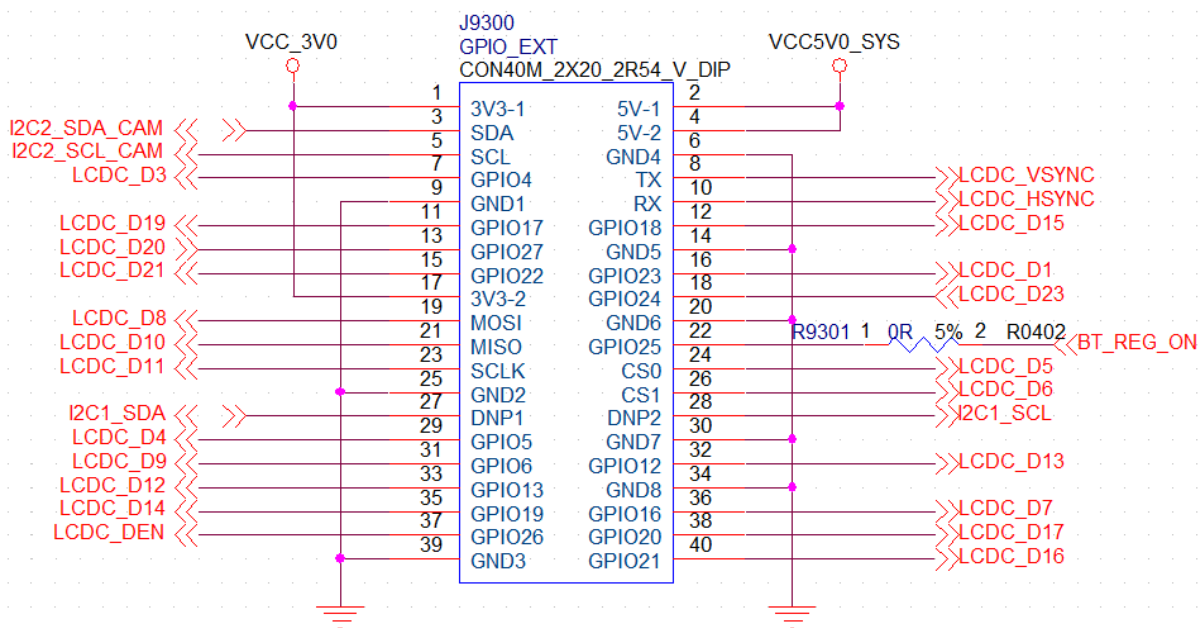 J9300
VCC_3V0 GPIO_EXT VCC5V0_SYS
CON40M_2X20_2R54_V_DIP
1 3V3-1 5V-1 2
I2C2_SDA_CAM 3 SDA 5V-2 4
I2C2_SCL_CAM 5 SCL GND4 6
LCDC_D3 7 GPIO4 TX 8 LCDC_VSYNC
9 GND1 RX 10 LCDC_HSYNC
LCDC_D19 11 GPIO17 GPIO18 12 LCDC_D15
LCDC_D20 13 GPIO27 GND5 14
LCDC_D21 15 GPIO22 GPIO23 16 LCDC_D1
17 3V3-2 GPIO24 18 LCDC_D23
LCDC_D8 19 MOSI GND6 20
LCDC_D10 21 MISO GPIO25 22 R9301 1 0R 5% 2 R0402 BT_REG_ON
LCDC_D11 23 SCLK CS0 24 LCDC_D5
25 GND2 CS1 26 LCDC_D6
I2C1_SDA 27 DNP1 DNP2 28 I2C1_SCL
LCDC_D4 29 GPIO5 GND7 30
LCDC_D9 31 GPIO6 GPIO12 32 LCDC_D13
LCDC_D12 33 GPIO13 GND8 34
LCDC_D14 35 GPIO19 GPIO16 36 LCDC_D7
LCDC_DEN 37 GPIO26 GPIO20 38 LCDC_D17
39 GND3 GPIO21 40 LCDC_D16